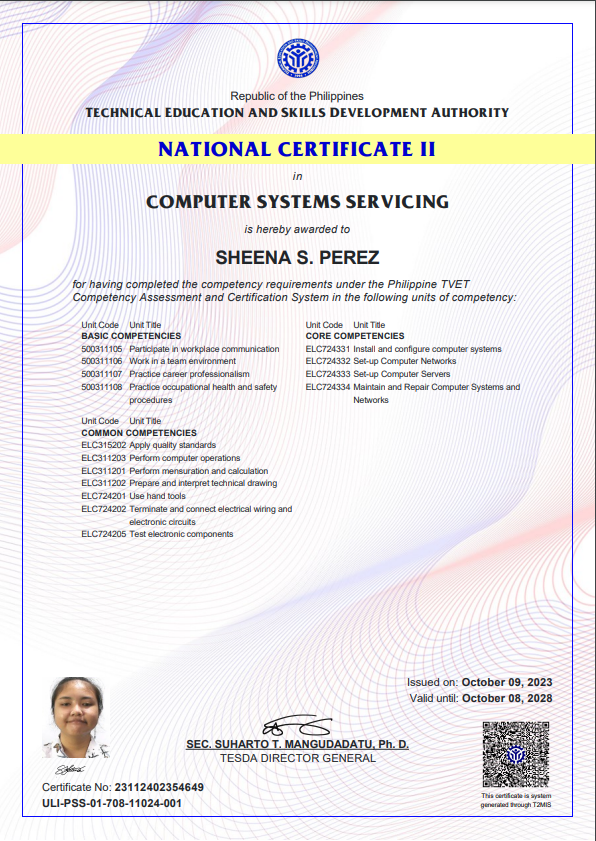 Republic of the Philippines
TECHNICAL EDUCATION AND SKILLS DEVELOPMENT AUTHORITY
NATIONAL CERTIFICATE II
in
COMPUTER SYSTEMS SERVICING
is hereby awarded to
SHEENA S. PEREZ
for having completed the competency requirements under the Philippine TVET
Competency Assessment and Certification System in the following units of competency:
Unit Code Unit Title
BASIC COMPETENCIES
500311105 Participate in workplace communication
500311106 Work in a team environment
500311107 Practice career professionalism
500311108 Practice occupational health and safety
procedures
Unit Code Unit Title
COMMON COMPETENCIES
ELC315202 Apply quality standards
ELC311203 Perform computer operations
ELC311201 Perform mensuration and calculation
ELC311202 Prepare and interpret technical drawing
ELC724201 Use hand tools
ELC724202 Terminate and connect electrical wiring and
electronic circuits
ELC724205 Test electronic components
Unit Code Unit Title
CORE COMPETENCIES
ELC724331 Install and configure computer systems
ELC724332 Set-up Computer Networks
ELC724333 Set-up Computer Servers
ELC724334 Maintain and Repair Computer Systems and
Networks
Issued on: October 09, 2023
Valid until: October 08, 2028
SEC. SUHARTO T. MANGUDADATU, Ph. D.
TESDA DIRECTOR GENERAL
Certificate No: 23112402354649
ULI-PSS-01-708-11024-001
This certificate is system
generated through T2MIS